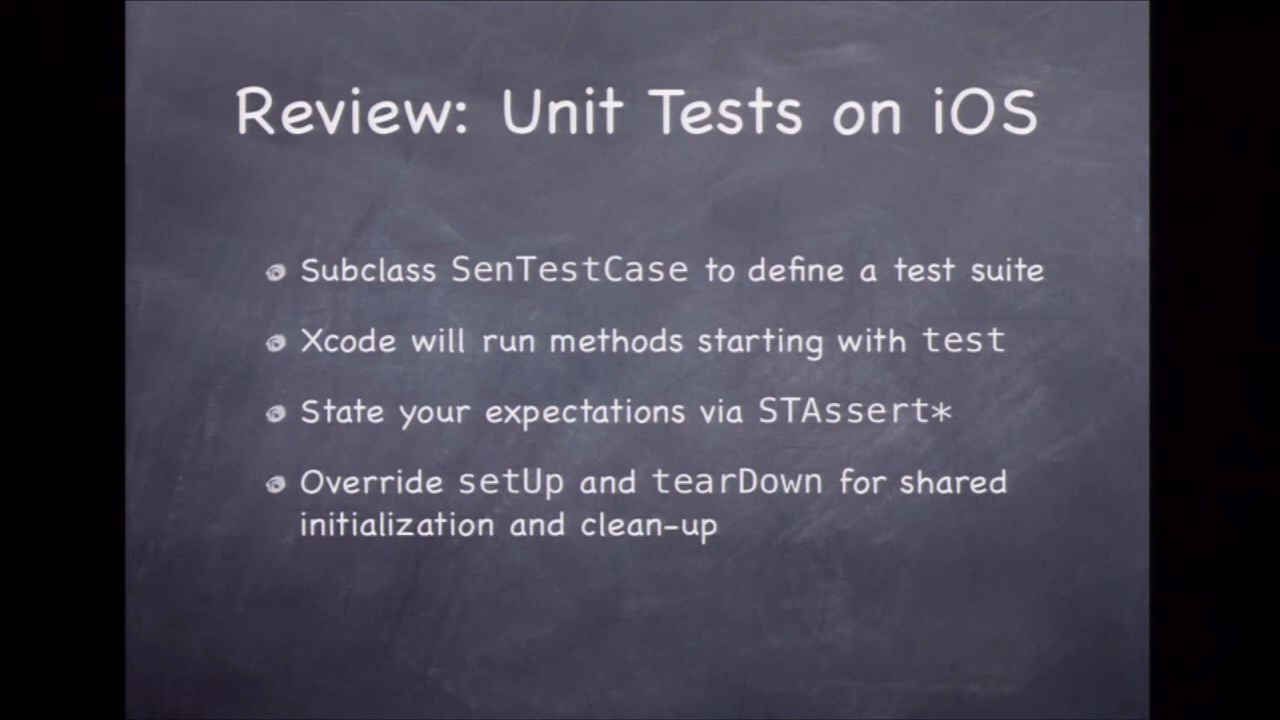 Review: Unit Tests on iOS
Subclass SenTestCase to define a test suite
Xcode will run methods starting with test
State your expectations via STAssert*
Override setUp and tearDown for shared
initialization and clean-up